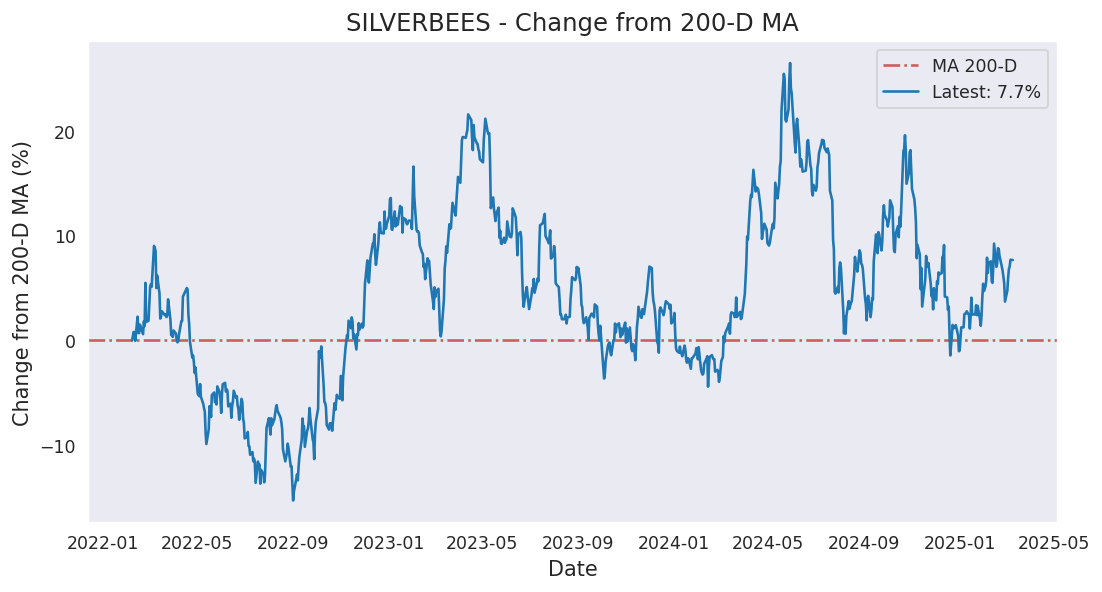 SILVERBEES - Change from 200-D MA
MA 200-D
Latest: 7.7%
Change from 200-D MA (%)
20
10
0
−10
2022-01 2022-05 2022-09 2023-01 2023-05 2023-09 2024-01 2024-05 2024-09 2025-01 2025-05
Date